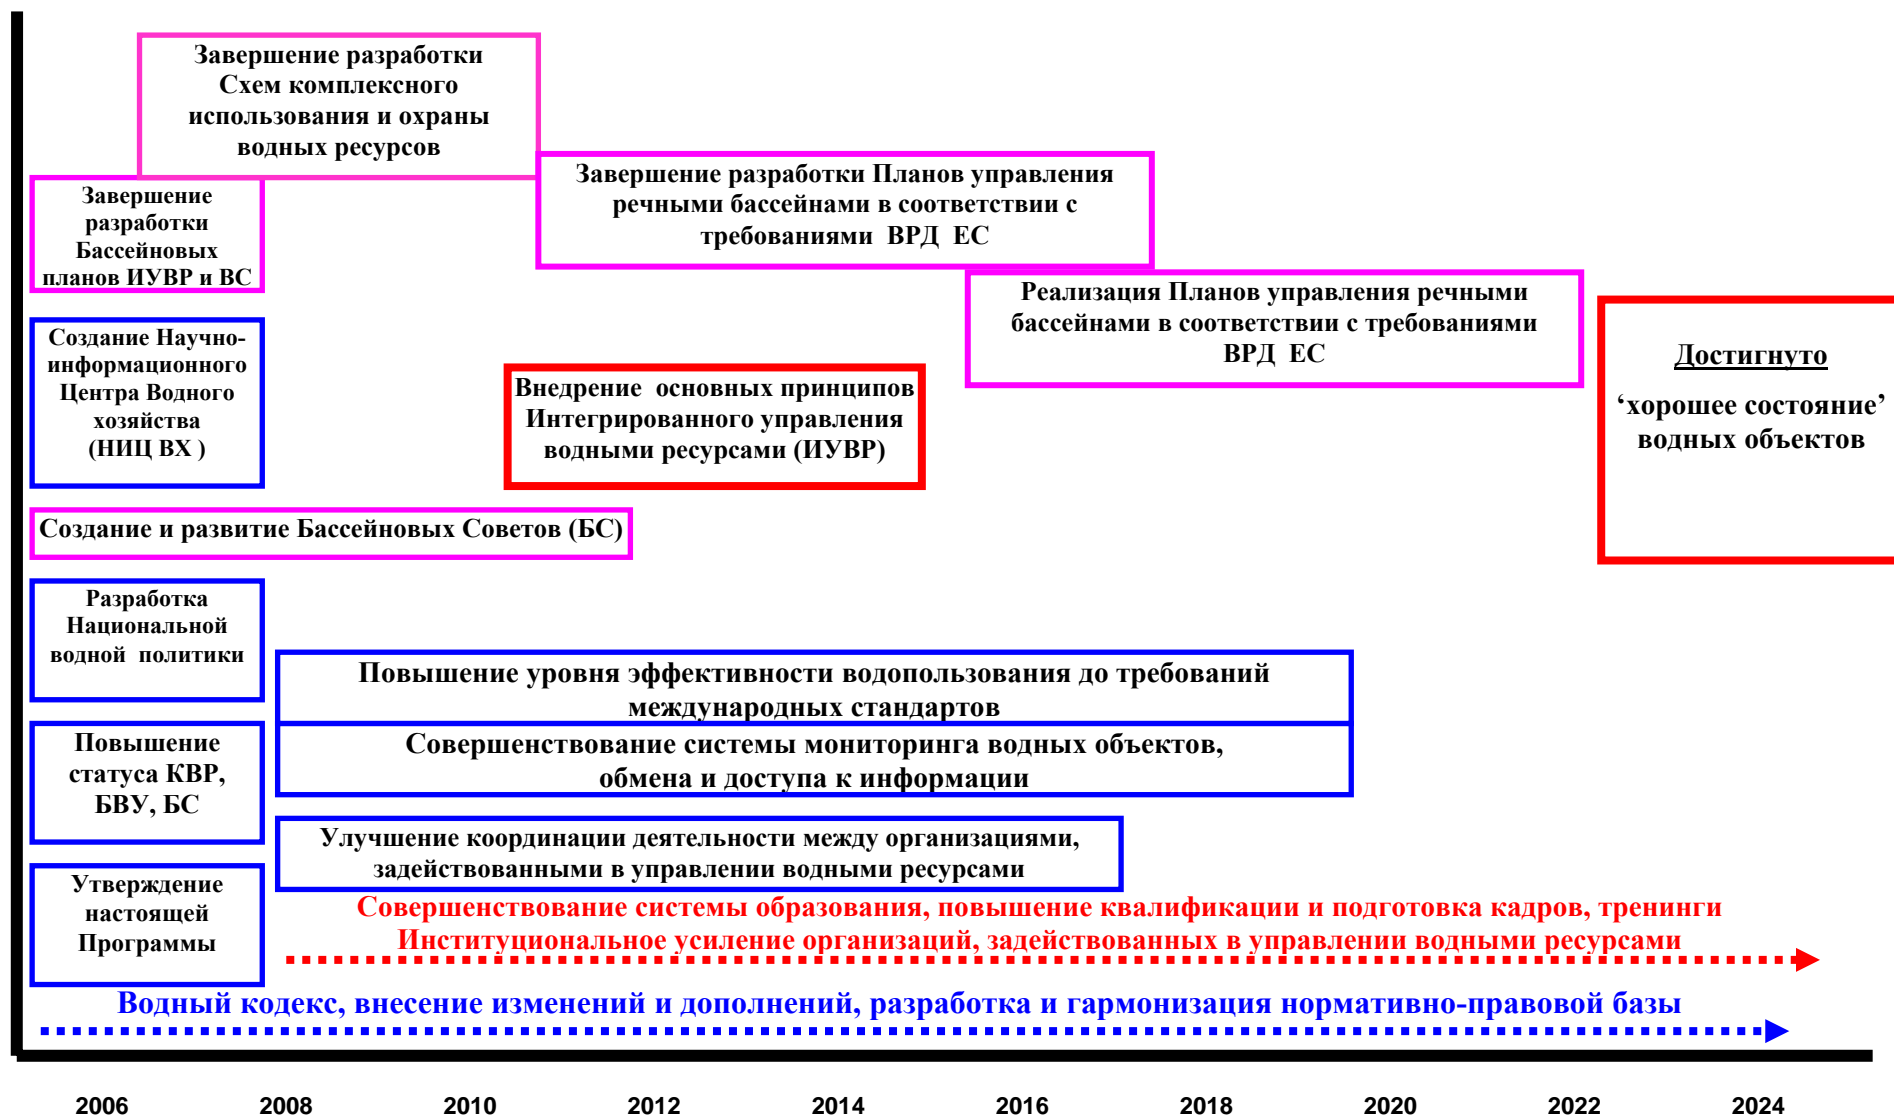 Завершение разработки
Схем комплексного
использования и охраны
водных ресурсов
Завершение разработки Планов управления
речными бассейнами в соответствии с
требованиями ВРД ЕС
Завершение
разработки
Бассейновых
планов ИУВР и ВС
Реализация Планов управления речными
бассейнами в соответствии с требованиями
ВРД ЕС
Достигнуто
‘хорошее состояние’
водных объектов
Создание Научно-
информационного
Центра Водного
хозяйства
(НИЦ ВХ )
Внедрение основных принципов
Интегрированного управления
водными ресурсами (ИУВР)
Создание и развитие Бассейновых Советов (БС)
Разработка
Национальной
водной политики
Повышение уровня эффективности водопользования до требований
международных стандартов
Повышение
статуса КВР,
БВУ, БС
Совершенствование системы мониторинга водных объектов,
обмена и доступа к информации
Улучшение координации деятельности между организациями,
задействованными в управлении водными ресурсами
Утверждение
настоящей
Программы
Совершенствование системы образования, повышение квалификации и подготовка кадров, тренинги
Институциональное усиление организаций, задействованных в управлении водными ресурсами
Водный кодекс, внесение изменений и дополнений, разработка и гармонизация нормативно-правовой базы
2006 2008 2010 2012 2014 2016 2018 2020 2022 2024